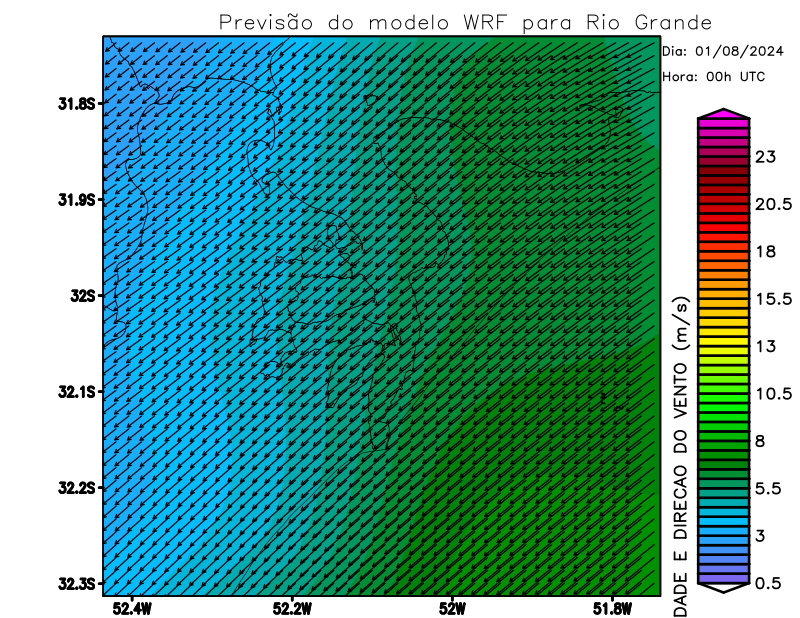 Previsão do modelo WRF para Rio Grande
Dia: 01/08/2024
Hora: 00h UTC
31.8S
31.9S
32S
32.1S
32.2S
32.3S
52.4W
52.2W
52W
51.8W
23
20.5
18
15.5
13
10.5
8
5.5
3
0.5
DADE E DIRECAO DO VENTO (m/s)